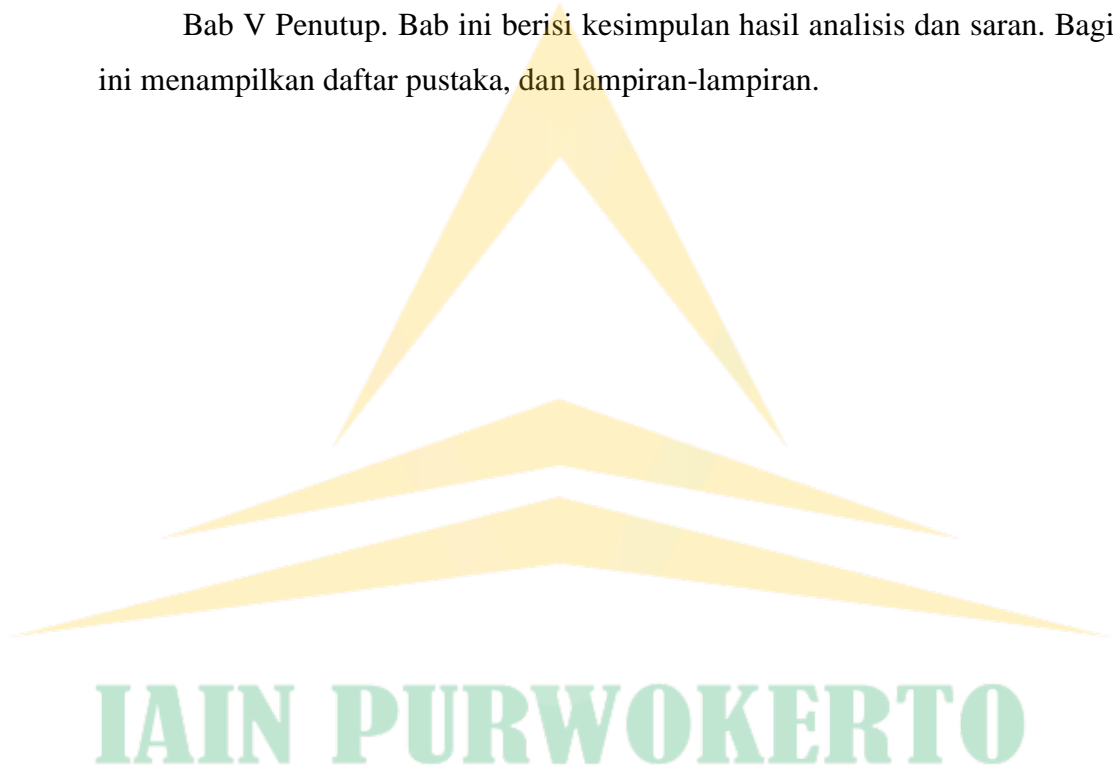 Bab V Penutup. Bab ini berisi kesimpulan hasil analisis dan saran. Bagi
ini menampilkan daftar pustaka, dan lampiran-lampiran.
IAIN PURWOKERTO